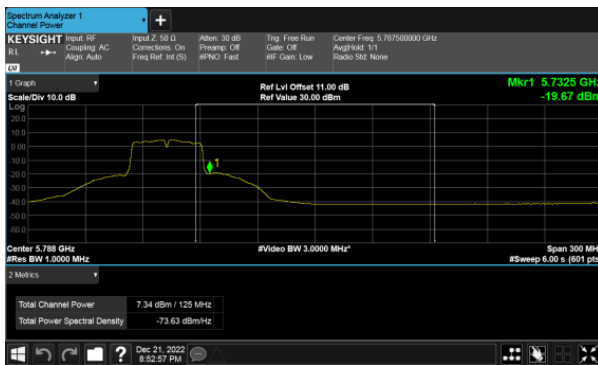 Spectrum Analyzer 1
Channel Power
+
KEYSIGHT Input: RF Input Z: 50 Ω Atten: 30 dB Trig: Free Run Center Freq: 5.787500000 GHz
RL Coupling: AC Corrections: On Preamp: Off Gate: Off Avg|Hold: 1/1
Align: Auto Freq Ref: Int (S) #PNO: Fast #IF Gain: Low Radio Std: None
LXI
1 Graph Ref Lvl Offset 11.00 dB Mkr1 5.7325 GHz
Scale/Div 10.0 dB Ref Value 30.00 dBm -19.67 dBm
Log
20.0
10.0
0.00
-10.0
1
-20.0
-30.0
-40.0
-50.0
-60.0
Center 5.788 GHz #Video BW 3.0000 MHz* Span 300 MH
#Res BW 1.0000 MHz #Sweep 6.00 s (601 pts
2 Metrics
Total Channel Power 7.34 dBm / 125 MHz
Total Power Spectral Density -73.63 dBm/Hz
? Dec 21, 2022
8:52:57 PM